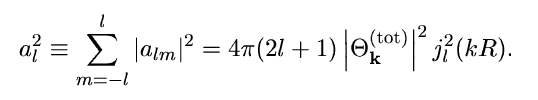 $a_l^2 \equiv \sum_{m=-l}^{l} |a_{lm}|^2 = 4\pi(2l+1) \left|\Theta_{\mathbf{k}}^{(\mathrm{tot})}\right|^2 j_l^2(kR).$